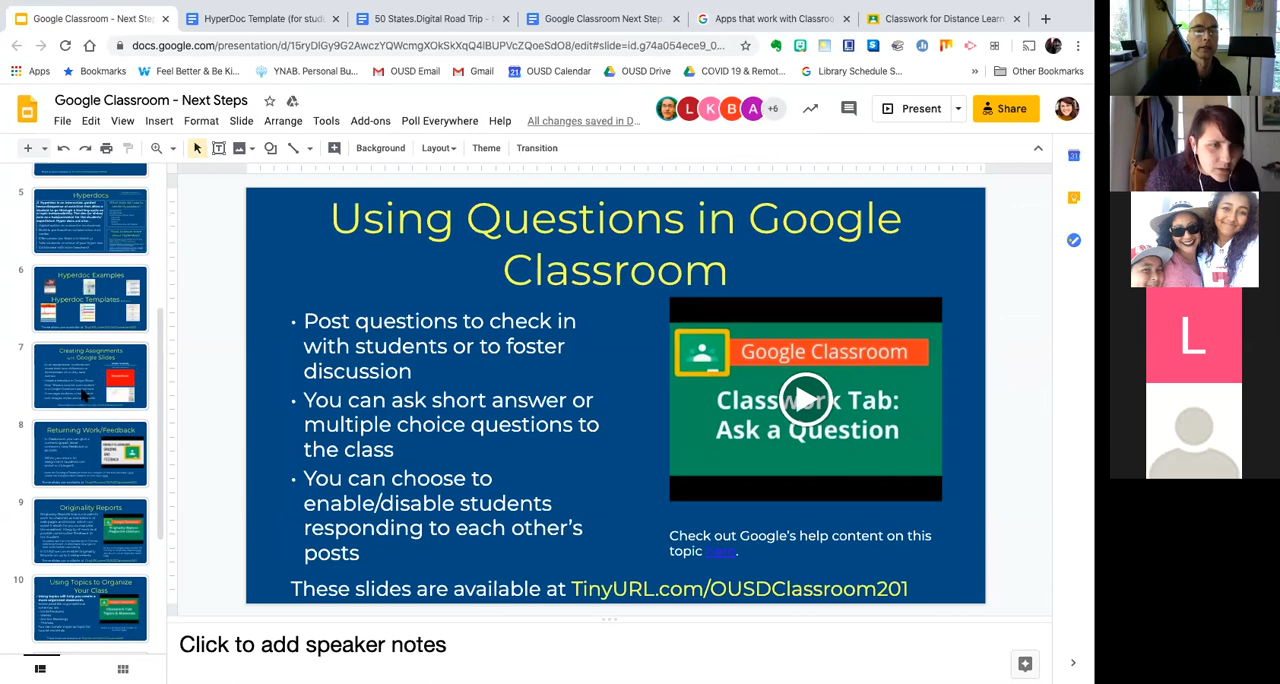 Google Classroom - Next Steps
HyperDoc Template (for stud
50 States.Digital Road Trip -
Google Classroom Next Step
Apps that work with Classroo
Classwork for Distance Learn
docs.google.com/presentation/d/15ryDlGy9G2AwczYQWcmgXOkSkXqQ4lBUPVcZQoeSdO8/edit#slide=id.g74a054ece9_0...
Apps
Bookmarks
Feel Better & Be Ki...
YNAB. Personal Bu...
OUSD Email
Gmail
OUSD Calendar
OUSD Drive
COVID 19 & Remot...
Library Schedule S...
»
Other Bookmarks
Google Classroom - Next Steps
L K B A +6
Present
Share
File Edit View Insert Format Slide Arrange Tools Add-ons Poll Everywhere Help All changes saved in D...
Background Layout Theme Transition
5
Hyperdocs
6
Hyperdoc Examples
Hyperdoc Templates
7
Creating Assignments
with Google Slides
8
Returning Work/Feedback
9
Originality Reports
10
Using Topics to Organize
Your Class
Using Questions in Google
Classroom
• Post questions to check in
with students or to foster
discussion
• You can ask short answer or
multiple choice questions to
the class
• You can choose to
enable/disable students
responding to each other's
posts
Google Classroom
Classwork Tab:
Ask a Question
Check out Google's help content on this
topic here.
These slides are available at TinyURL.com/OUSDClassroom201
Click to add speaker notes
L